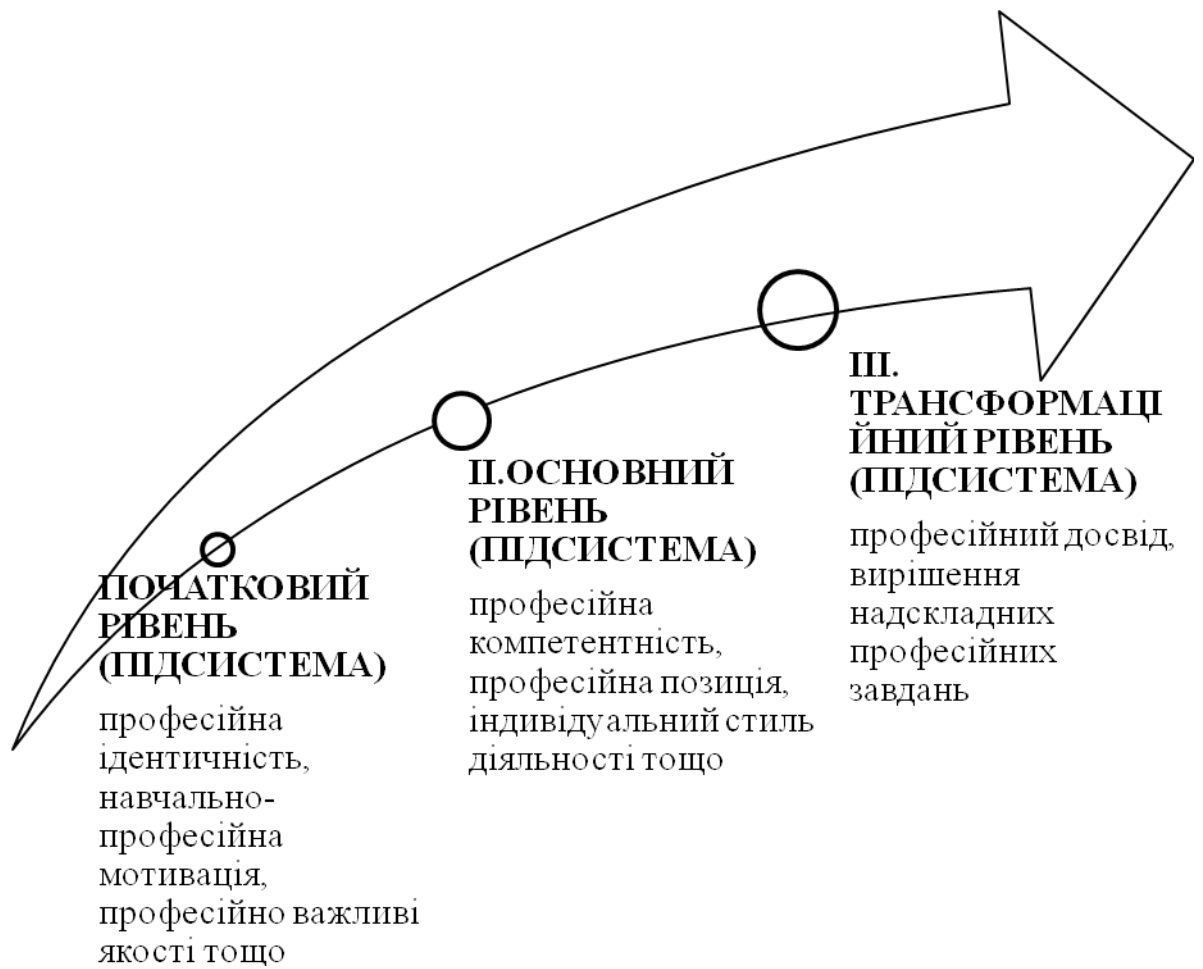 ПОЧАТКОВИЙ
РІВЕНЬ
(ПІДСИСТЕМА)
професійна
ідентичність,
навчально-
професійна
мотивація,
професійно важливі
якості тощо
ІІ.ОСНОВНИЙ
РІВЕНЬ
(ПІДСИСТЕМА)
професійна
компетентність,
професійна позиція,
індивідуальний стиль
діяльності тощо
ІІІ.
ТРАНСФОРМАЦІ
ЙНИЙ РІВЕНЬ
(ПІДСИСТЕМА)
професійний досвід,
вирішення
надскладних
професійних
завдань